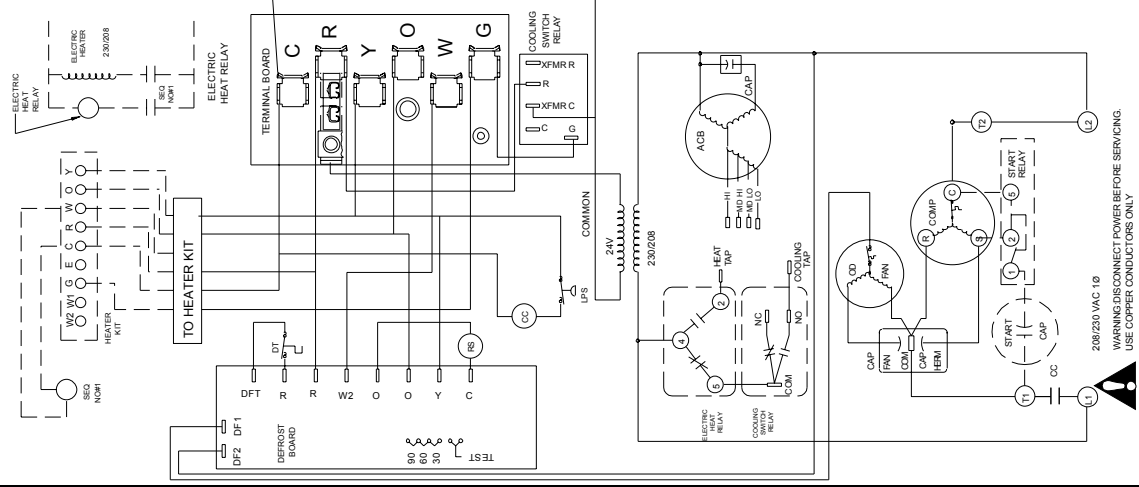 ELECTRIC
HEAT
RELAY
ELECTRIC
HEATER
230/208
SEQ
NO#1
ELECTRIC
HEAT RELAY
TERMINAL BOARD
C
R
Y
O
W
G
COOLING
SWITCH
RELAY
XFMR R
R
XFMR C
C
G
Y
O
W
R
C
E
G
W1
W2
HEATER
KIT
TO HEATER KIT
SEQ
NO#1
COMMON
24V
230/208
LPS
CC
DT
RS
DFT
R
R
W2
O
O
Y
C
DF1
DF2
DEFROST
BOARD
90
60
30
TEST
CAP
ACB
HI
MD HI
MD LO
LO
HEAT
TAP
2
4
5
ELECTRIC
HEAT
RELAY
COOLING
TAP
NC
NO
COM
COOLING
SWITCH
RELAY
OD
FAN
COMP
C
R
S
START
RELAY
5
2
1
START
CAP
CAP
FAN
COM
CAP
HERM
T2
L2
T1
CC
L1
208/230 VAC 1Ø
WARNING:DISCONNECT POWER BEFORE SERVICING.
USE COPPER CONDUCTORS ONLY